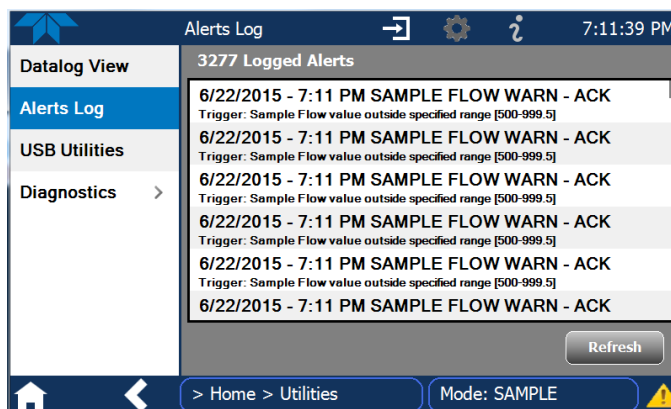 Alerts Log
7:11:39 PM
Datalog View
Alerts Log
USB Utilities
Diagnostics >
3277 Logged Alerts
6/22/2015 - 7:11 PM SAMPLE FLOW WARN - ACK
Trigger: Sample Flow value outside specified range [500-999.5]
6/22/2015 - 7:11 PM SAMPLE FLOW WARN - ACK
Trigger: Sample Flow value outside specified range [500-999.5]
6/22/2015 - 7:11 PM SAMPLE FLOW WARN - ACK
Trigger: Sample Flow value outside specified range [500-999.5]
6/22/2015 - 7:11 PM SAMPLE FLOW WARN - ACK
Trigger: Sample Flow value outside specified range [500-999.5]
6/22/2015 - 7:11 PM SAMPLE FLOW WARN - ACK
Trigger: Sample Flow value outside specified range [500-999.5]
6/22/2015 - 7:11 PM SAMPLE FLOW WARN - ACK
Refresh
> Home > Utilities
Mode: SAMPLE